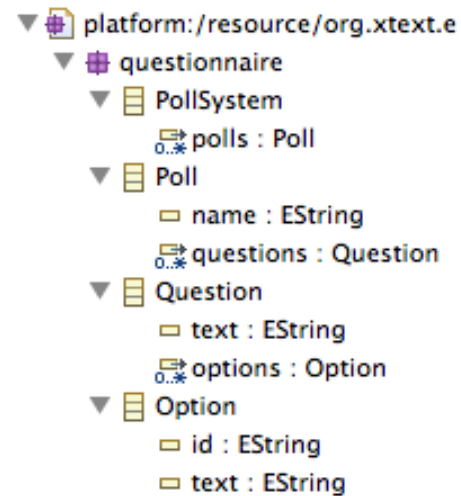 platform:/resource/org.xtext.e
questionnaire
PollSystem
0..* polls : Poll
Poll
name : EString
0..* questions : Question
Question
text : EString
0..* options : Option
Option
id : EString
text : EString